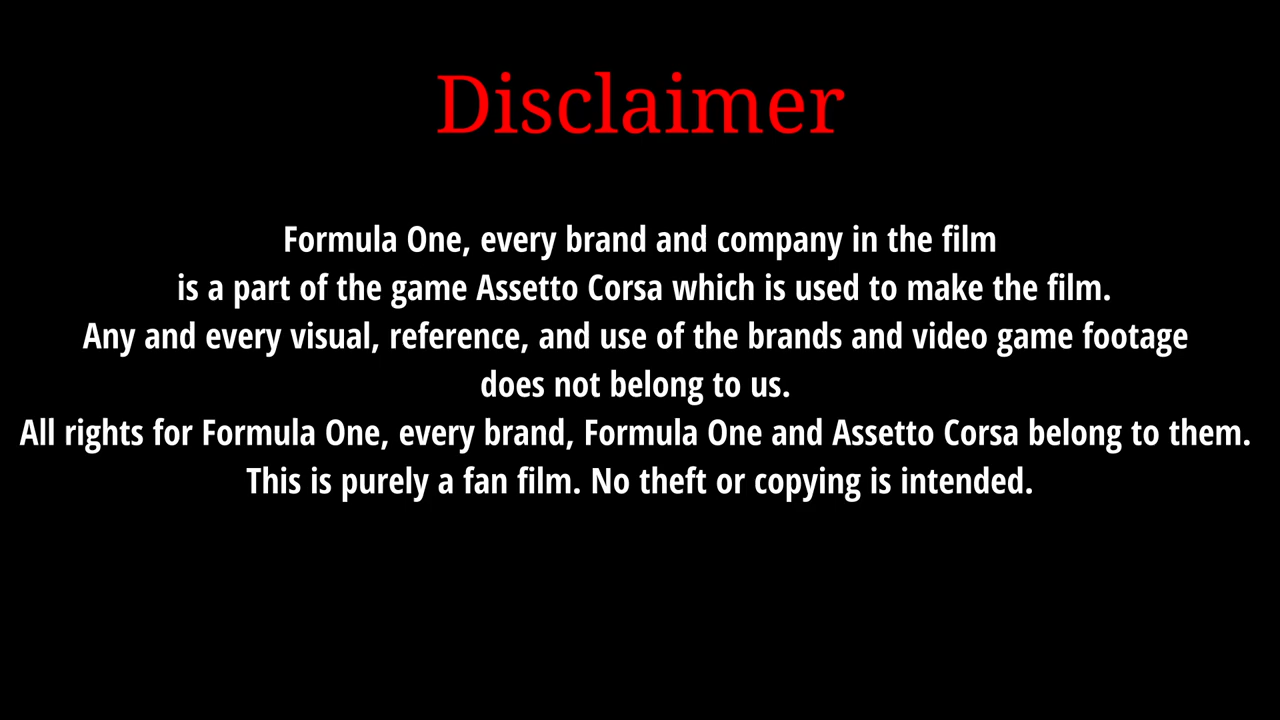 Disclaimer
Formula One, every brand and company in the film
is a part of the game Assetto Corsa which is used to make the film.
Any and every visual, reference, and use of the brands and video game footage
does not belong to us.
All rights for Formula One, every brand, Formula One and Assetto Corsa belong to them.
This is purely a fan film. No theft or copying is intended.